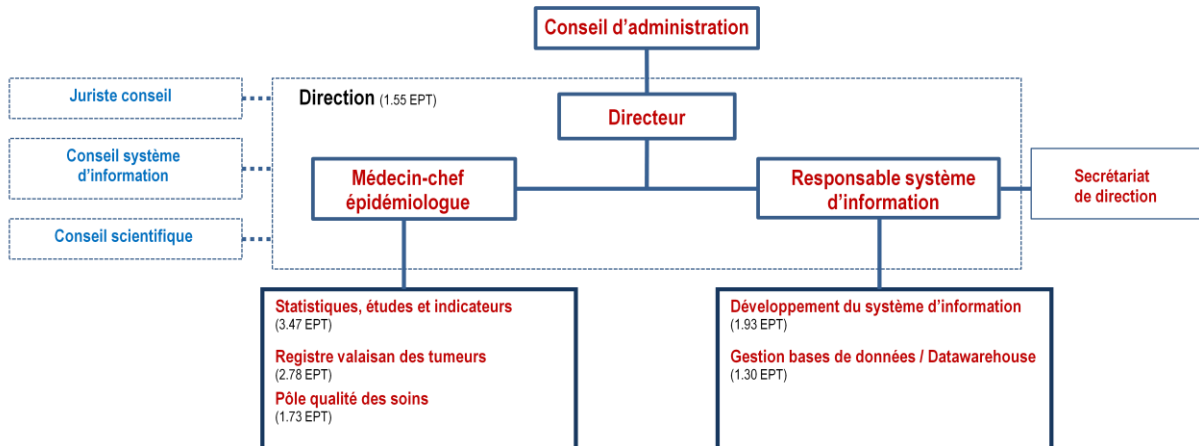 Conseil d’administration
Juriste conseil
Direction (1.55 EPT)
Directeur
Conseil système
d’information
Médecin-chef
épidémiologue
Responsable système
d’information
Secrétariat
de direction
Conseil scientifique
Statistiques, études et indicateurs
(3.47 EPT)
Registre valaisan des tumeurs
(2.78 EPT)
Pôle qualité des soins
(1.73 EPT)
Développement du système d’information
(1.93 EPT)
Gestion bases de données / Datawarehouse
(1.30 EPT)